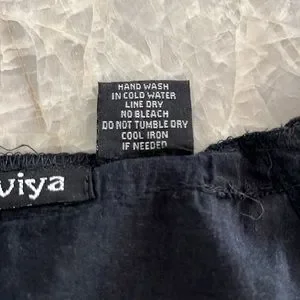 HAND WASH
IN COLD WATER
LINE DRY
NO BLEACH
DO NOT TUMBLE DRY
COOL IRON
IF NEEDED
viya